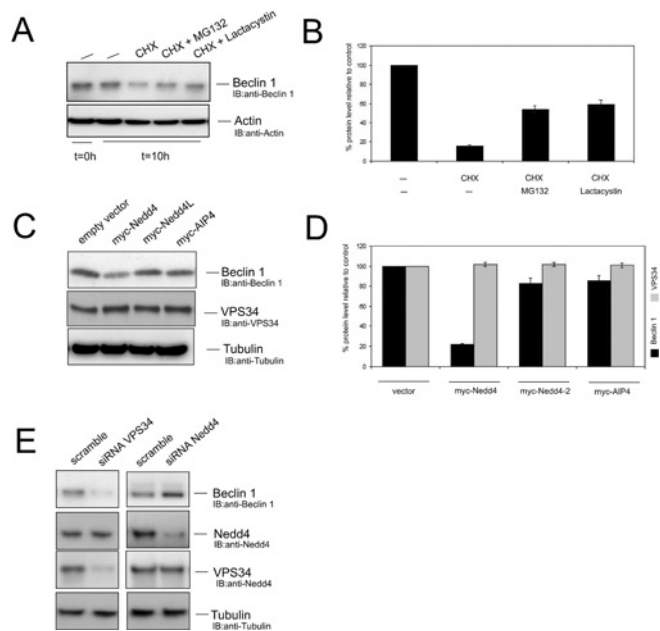 A
—
—
CHX
CHX + MG132
CHX + Lactacystin
Beclin 1
IB:anti-Beclin 1
Actin
IB:anti-Actin
t=0h
t=10h
B
% protein level relative to control
120
100
80
60
40
20
0
— CHX CHX CHX
— — MG132 Lactacystin
C
empty vector
myc-Nedd4
myc-Nedd4L
myc-AIP4
Beclin 1
IB:anti-Beclin 1
VPS34
IB:anti-VPS34
Tubulin
IB:anti-Tubulin
D
% protein level relative to control
120
100
80
60
40
20
0
vector myc-Nedd4 myc-Nedd4-2 myc-AIP4
VPS34
Beclin 1
E
scramble
siRNA VPS34
scramble
siRNA Nedd4
Beclin 1
IB:anti-Beclin 1
Nedd4
IB:anti-Nedd4
VPS34
IB:anti-Nedd4
Tubulin
IB:anti-Tubulin